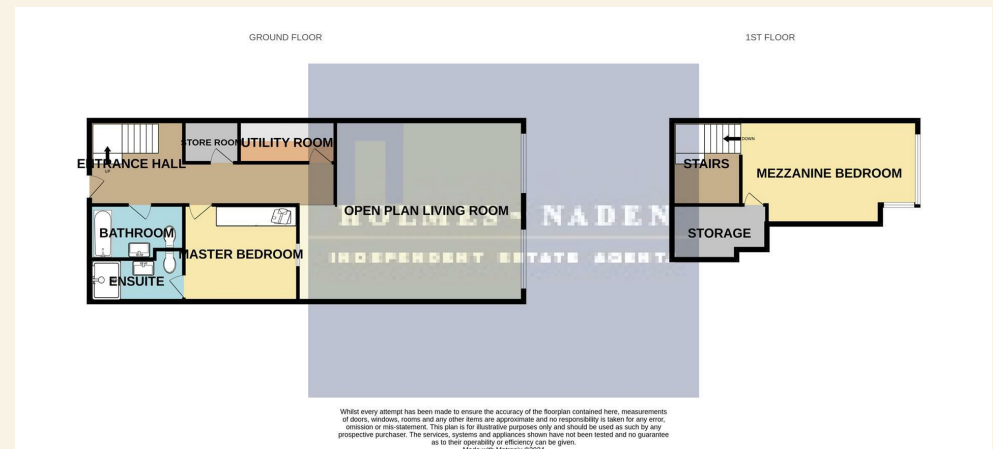 GROUND FLOOR
1ST FLOOR
STORE ROOM
UTILITY ROOM
UP
ENTRANCE HALL
DOWN
STAIRS
MEZZANINE BEDROOM
OPEN PLAN LIVING ROOM
HOLMES-NADEN
BATHROOM
STORAGE
MASTER BEDROOM
INDEPENDENT ESTATE AGENT
ENSUITE
Whilst every attempt has been made to ensure the accuracy of the floorplan contained here, measurements
of doors, windows, rooms and any other items are approximate and no responsibility is taken for any error,
omission or mis-statement. This plan is for illustrative purposes only and should be used as such by any
prospective purchaser. The services, systems and appliances shown have not been tested and no guarantee
as to their operability or efficiency can be given.
Made with Metropix ©2024